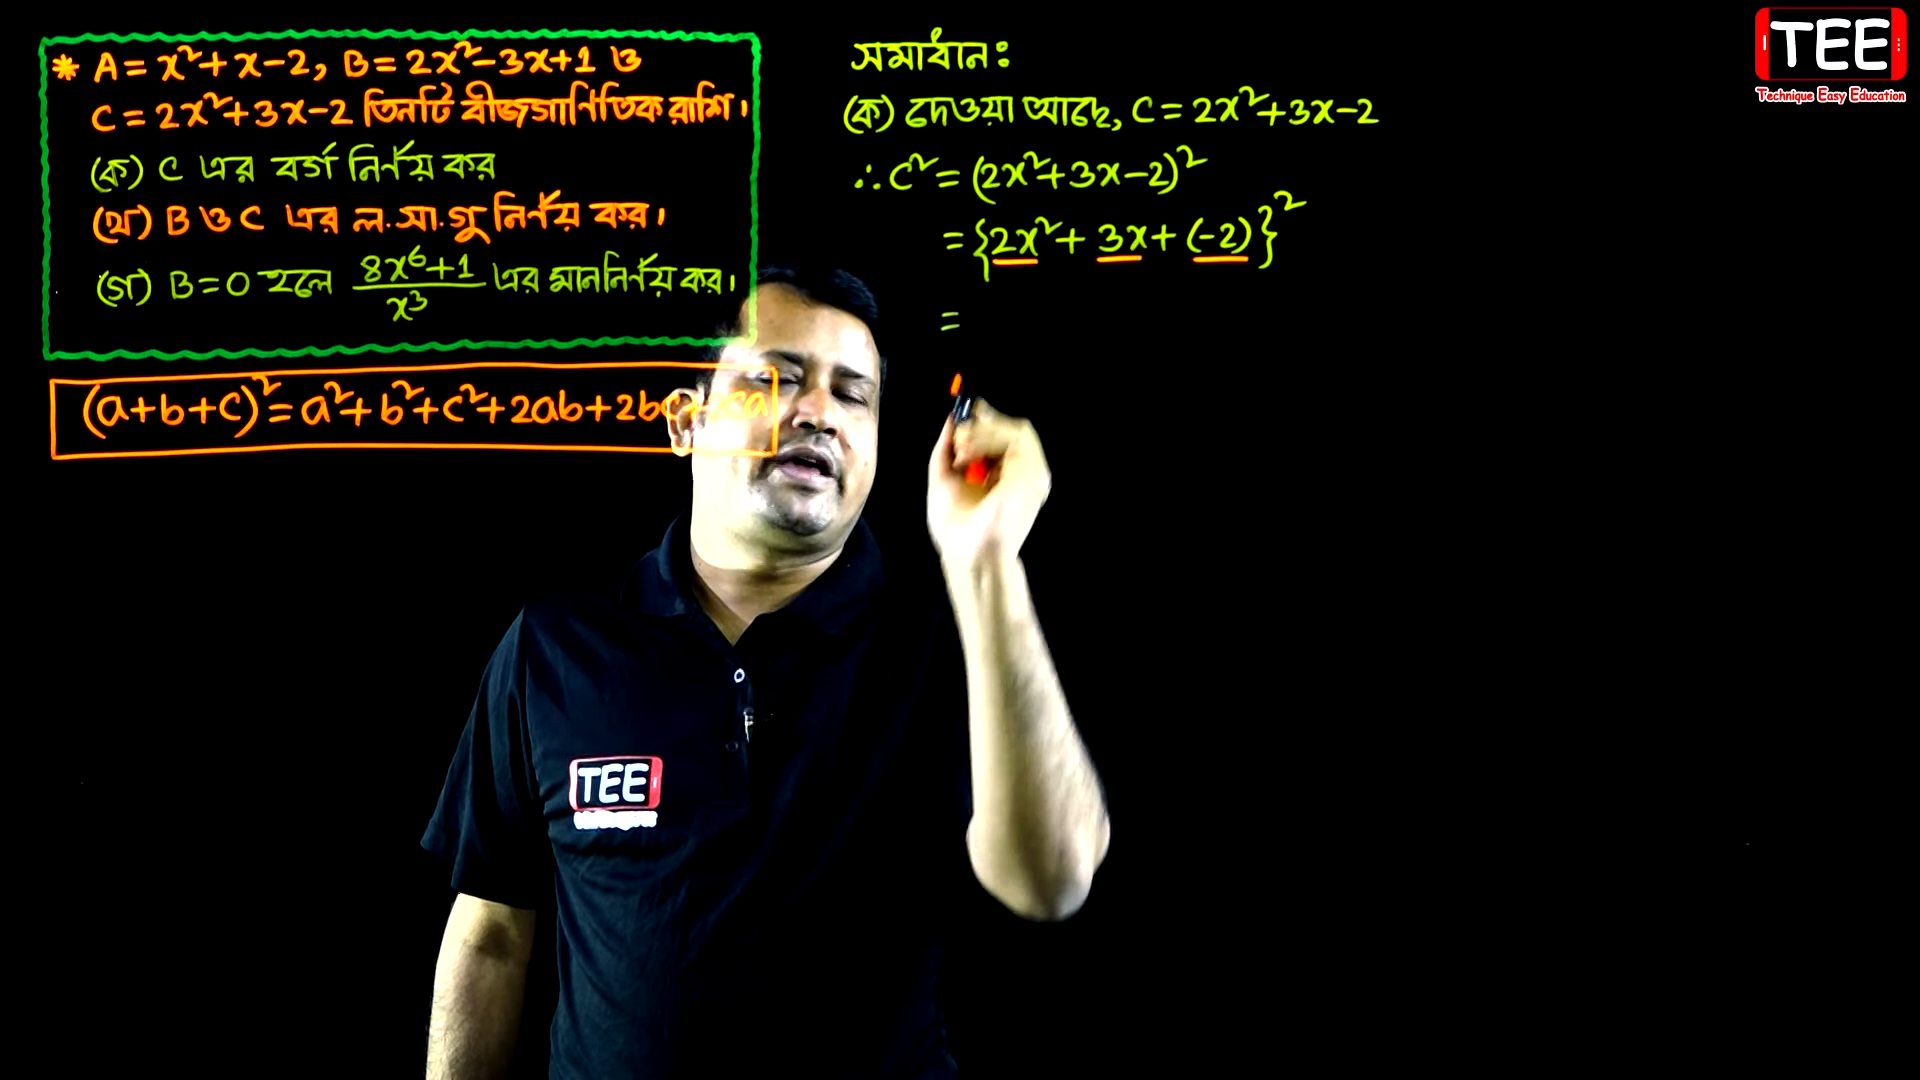 * A = x²+x-2, B = 2x²-3x+1 ও
C = 2x²+3x-2 তিনটি বীজগাণিতিক রাশি।
(ক) C এর বর্গ নির্ণয় কর
(খ) B ও C এর ল.সা.গু নির্ণয় কর।
(গ) B=0 হলে (8x⁶+1)/x³ এর মান নির্ণয় কর।
(a+b+c)² = a²+b²+c²+2ab+2bc+2ca
সমাধান:
(ক) দেওয়া আছে, C = 2x²+3x-2
∴ C² = (2x²+3x-2)²
= {2x²+3x+(-2)}²
=
TEE
Technique Easy Education
TEE